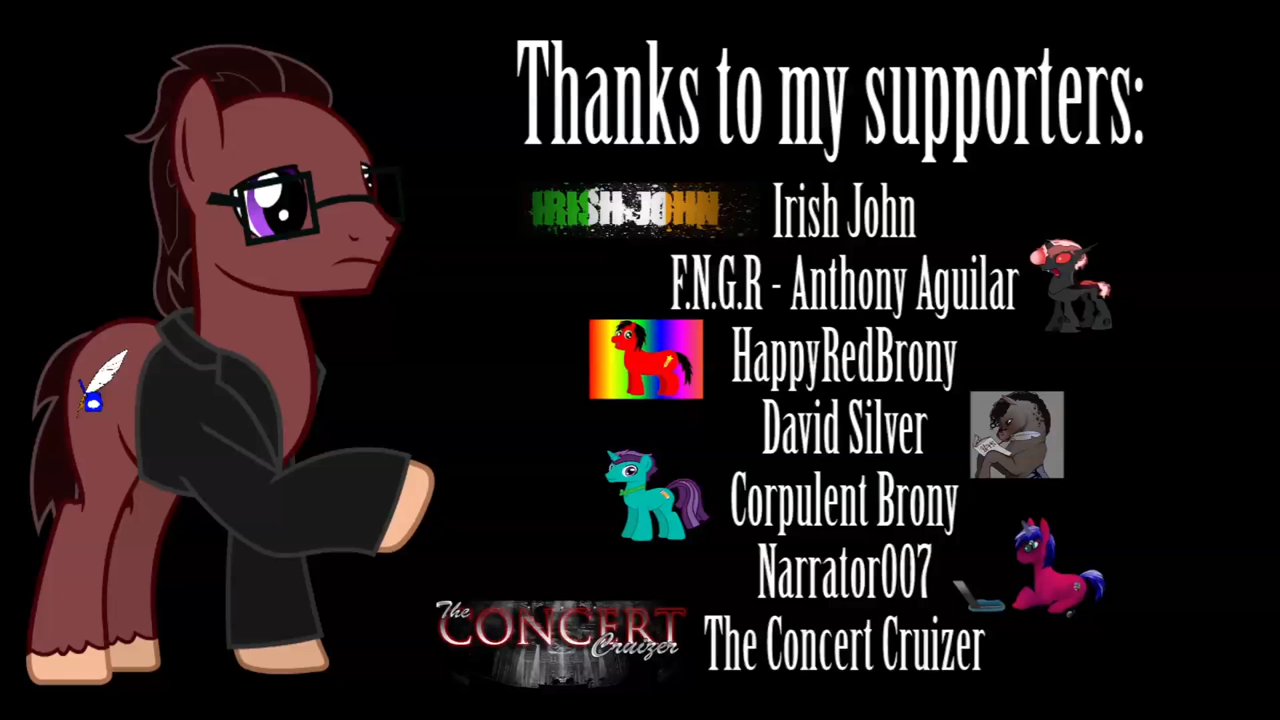 Thanks to my supporters:
IRISH JOHN Irish John
F.N.G.R - Anthony Aguilar
HappyRedBrony
David Silver
Corpulent Brony
Narrator007
The CONCERT Cruizer The Concert Cruizer